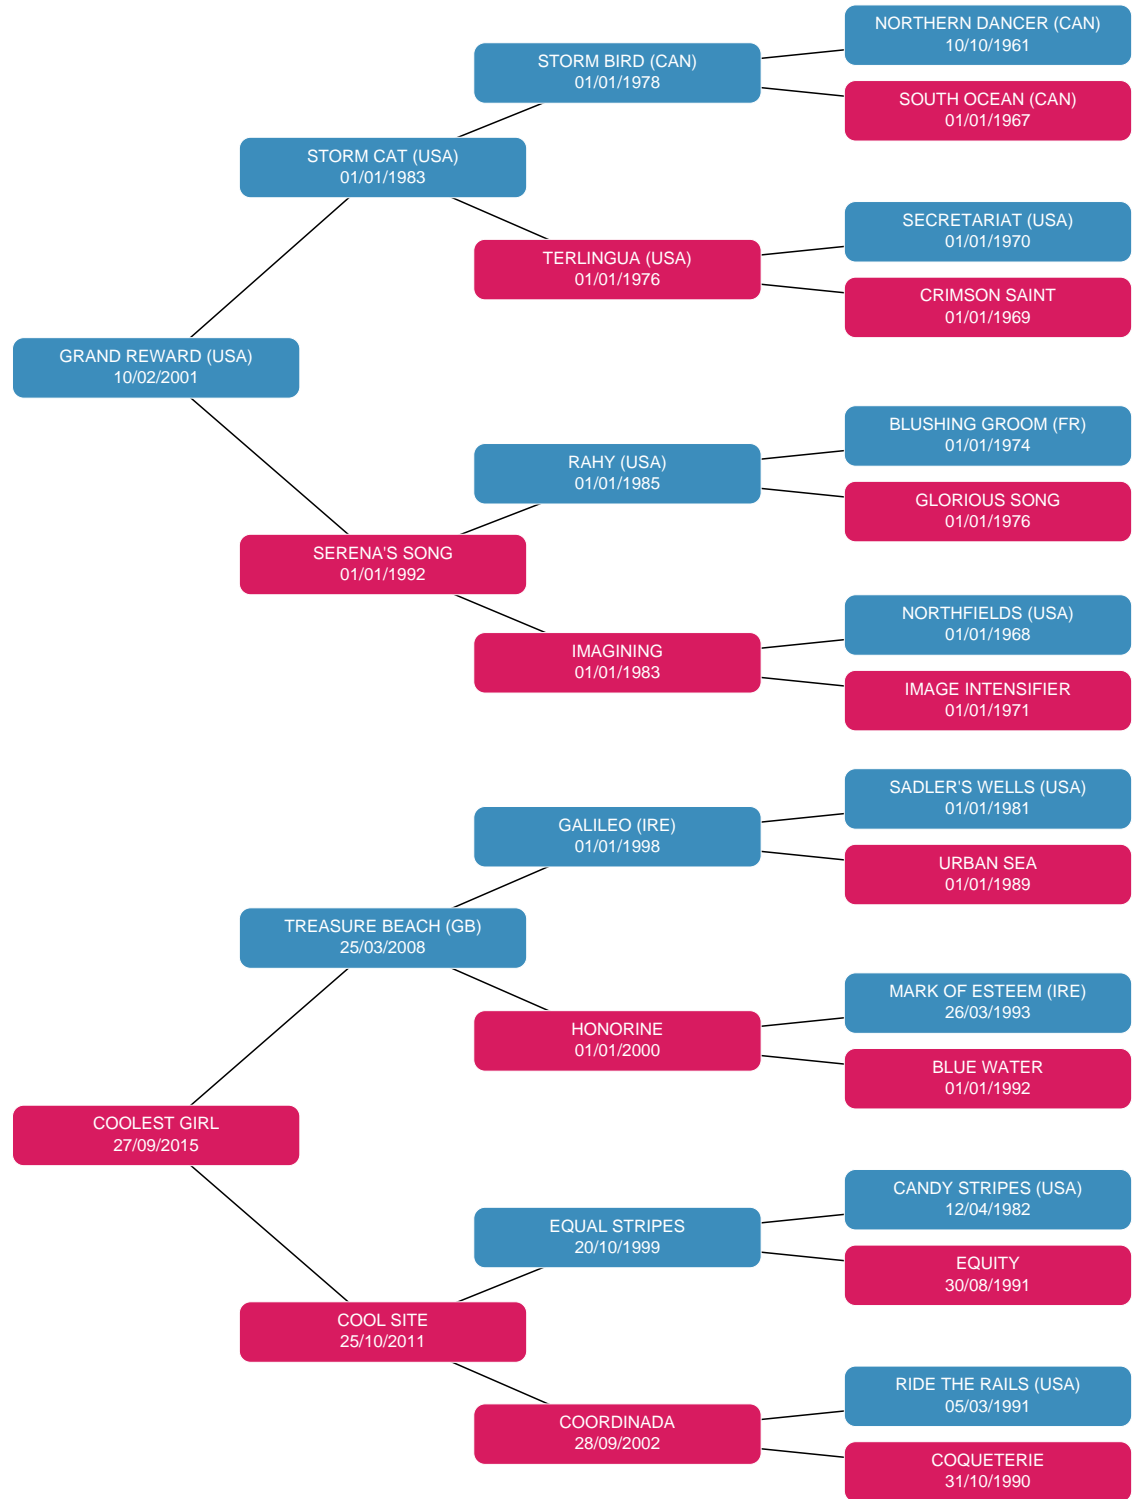 NORTHERN DANCER (CAN)
10/10/1961
STORM BIRD (CAN)
01/01/1978
SOUTH OCEAN (CAN)
01/01/1967
STORM CAT (USA)
01/01/1983
SECRETARIAT (USA)
01/01/1970
TERLINGUA (USA)
01/01/1976
CRIMSON SAINT
01/01/1969
GRAND REWARD (USA)
10/02/2001
BLUSHING GROOM (FR)
01/01/1974
RAHY (USA)
01/01/1985
GLORIOUS SONG
01/01/1976
SERENA'S SONG
01/01/1992
NORTHFIELDS (USA)
01/01/1968
IMAGINING
01/01/1983
IMAGE INTENSIFIER
01/01/1971
SADLER'S WELLS (USA)
01/01/1981
GALILEO (IRE)
01/01/1998
URBAN SEA
01/01/1989
TREASURE BEACH (GB)
25/03/2008
MARK OF ESTEEM (IRE)
26/03/1993
HONORINE
01/01/2000
BLUE WATER
01/01/1992
COOLEST GIRL
27/09/2015
CANDY STRIPES (USA)
12/04/1982
EQUAL STRIPES
20/10/1999
EQUITY
30/08/1991
COOL SITE
25/10/2011
RIDE THE RAILS (USA)
05/03/1991
COORDINADA
28/09/2002
COQUETERIE
31/10/1990